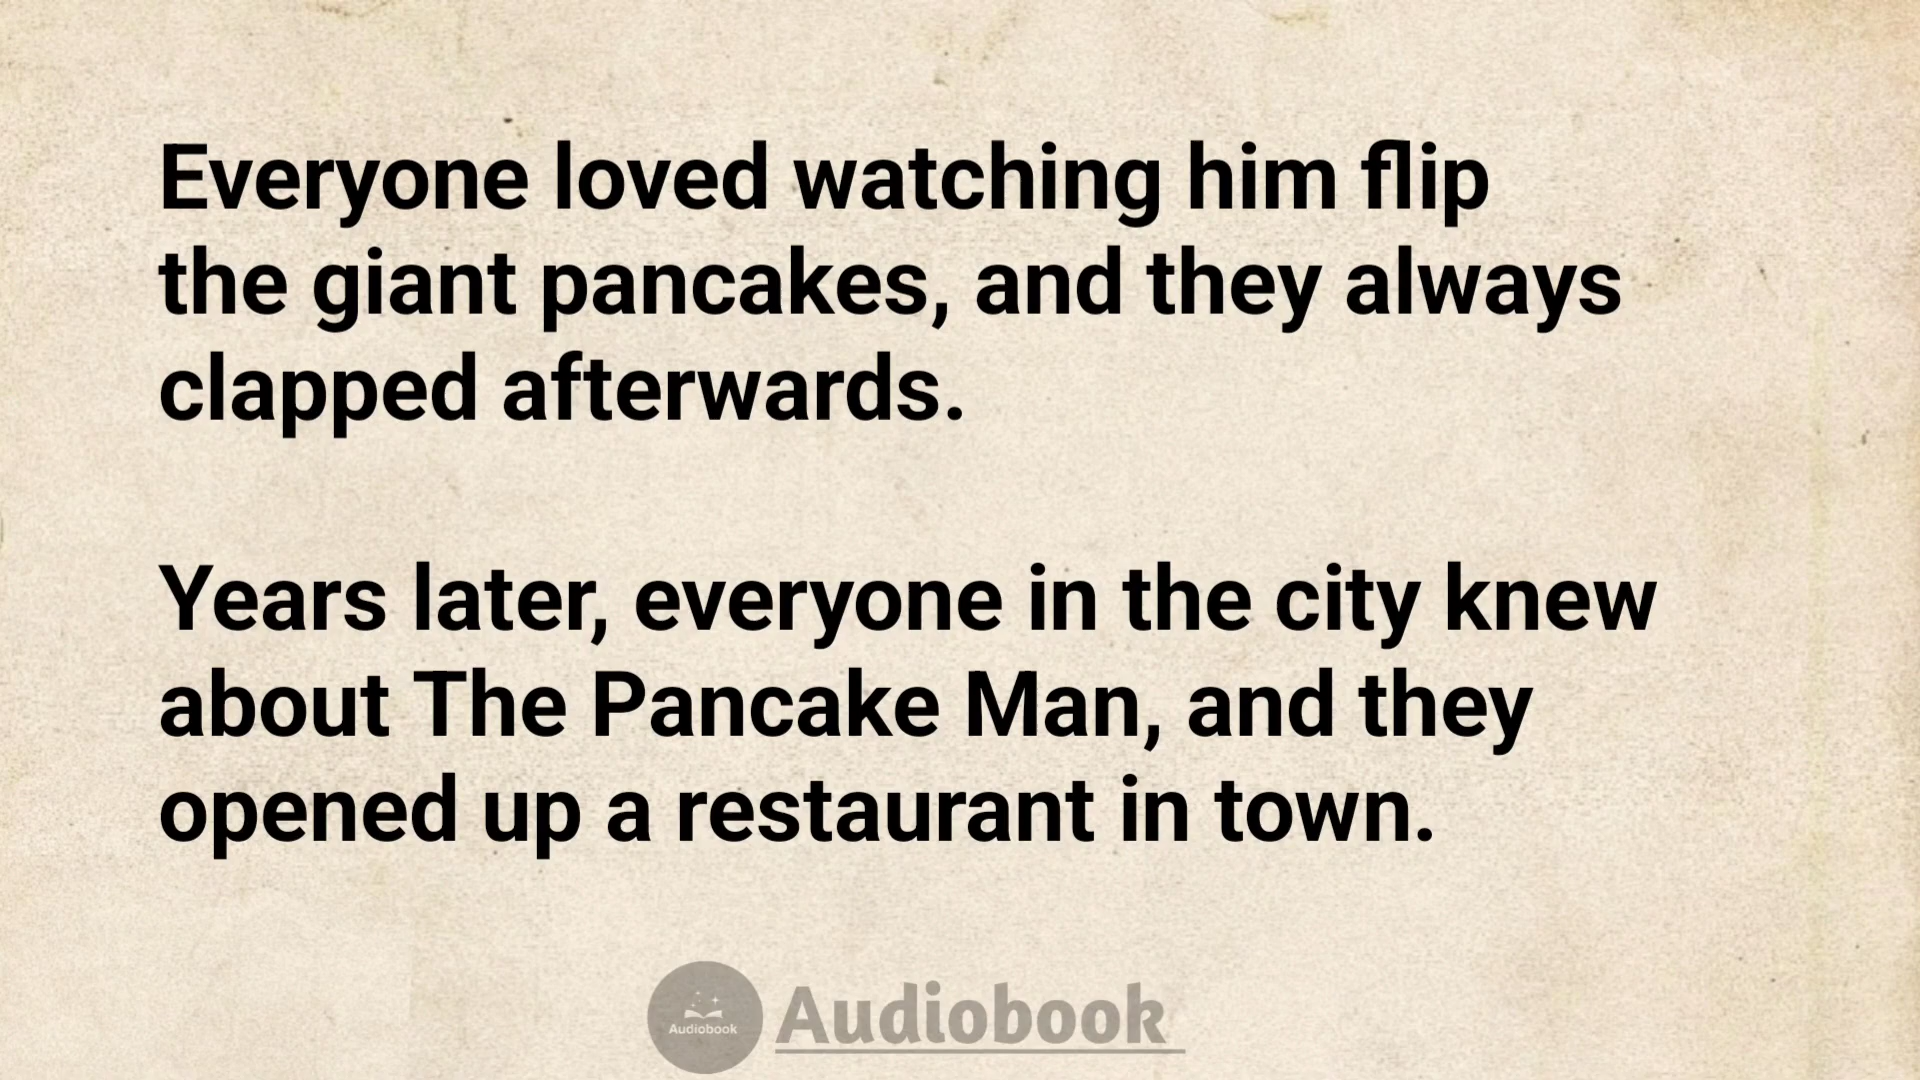 Everyone loved watching him flip
the giant pancakes, and they always
clapped afterwards.
Years later, everyone in the city knew
about The Pancake Man, and they
opened up a restaurant in town.
Audiobook
Audiobook